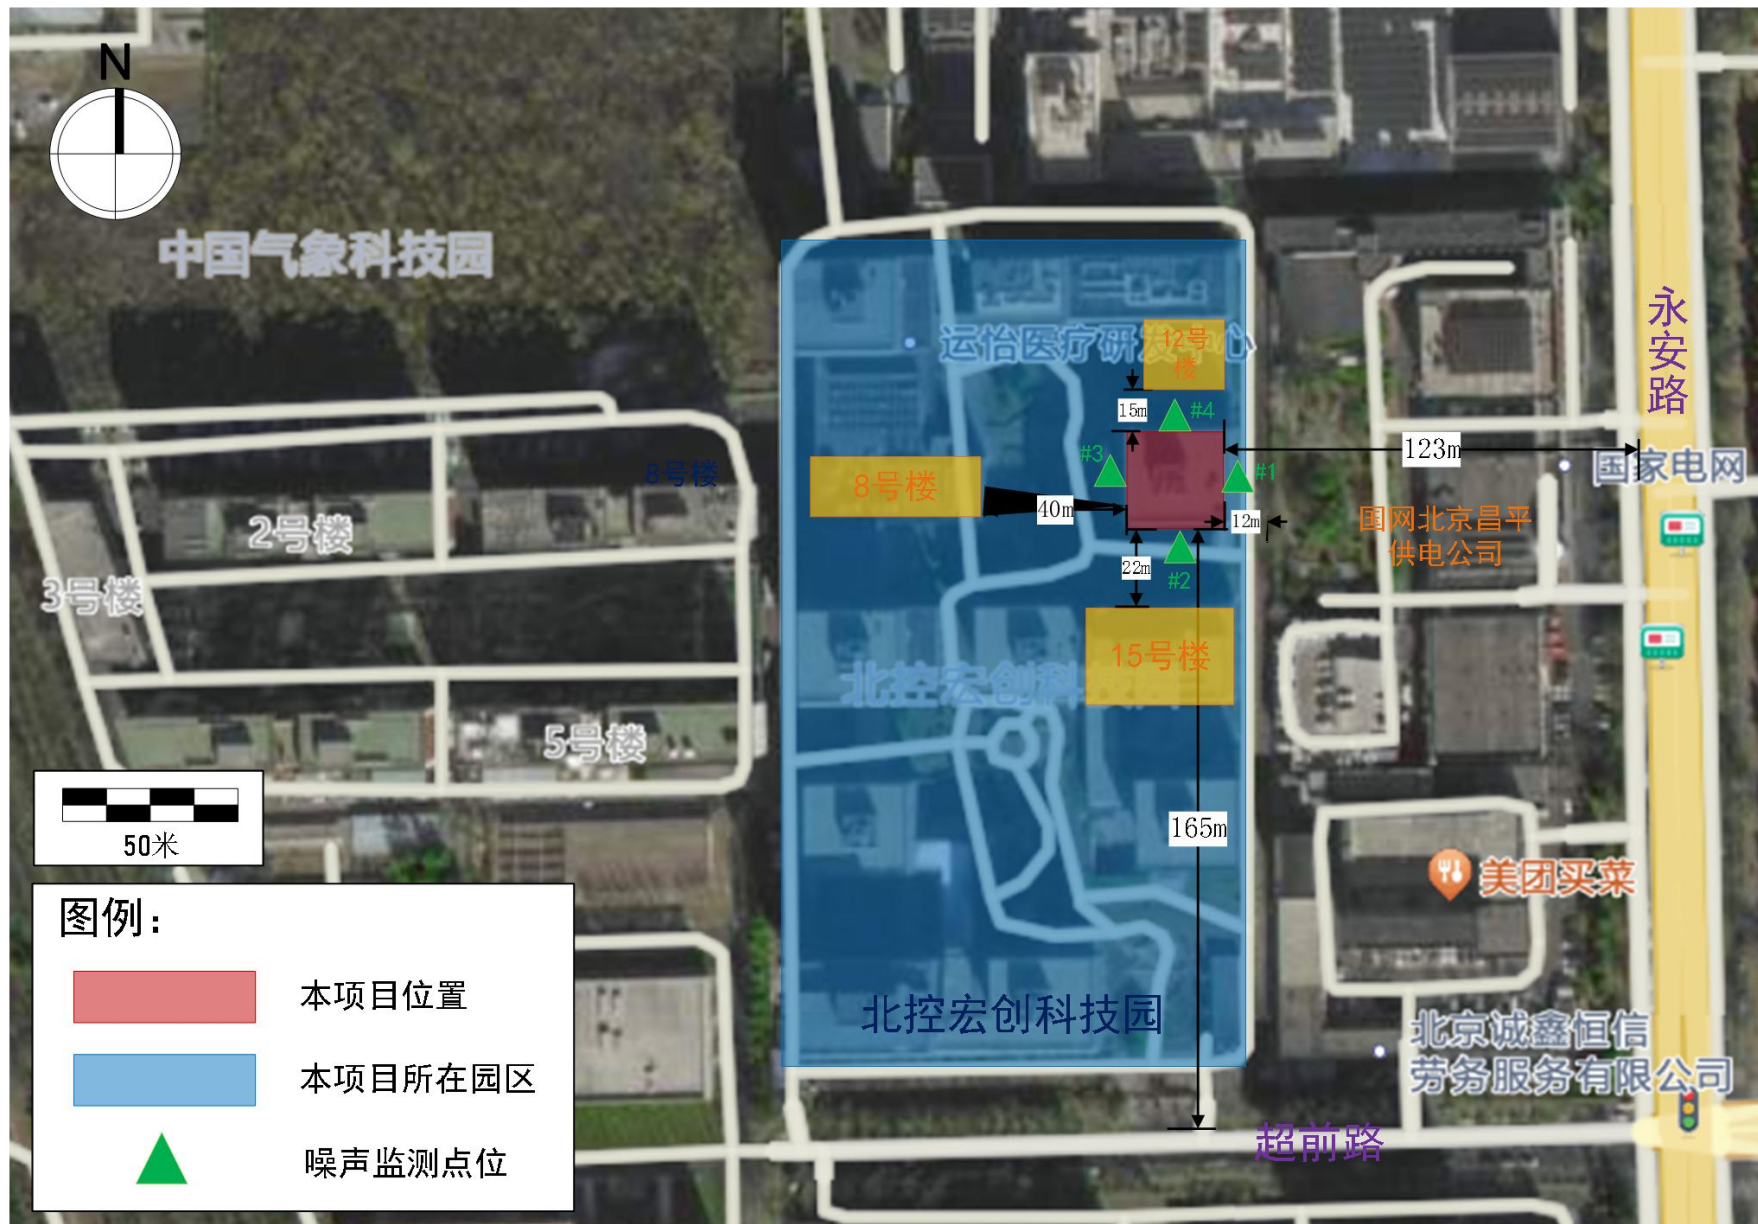 N
中国气象科技园
永安路
运怡医疗研发中心
12号
楼
15m
#4
123m
#3
#1
国家电网
8号楼
8号楼
40m
12m
国网北京昌平
供电公司
2号楼
22m
#2
3号楼
15号楼
北控宏创科
5号楼
165m
50米
美团买菜
图例：
本项目位置
北控宏创科技园
北京诚鑫恒信
劳务服务有限公司
本项目所在园区
超前路
噪声监测点位